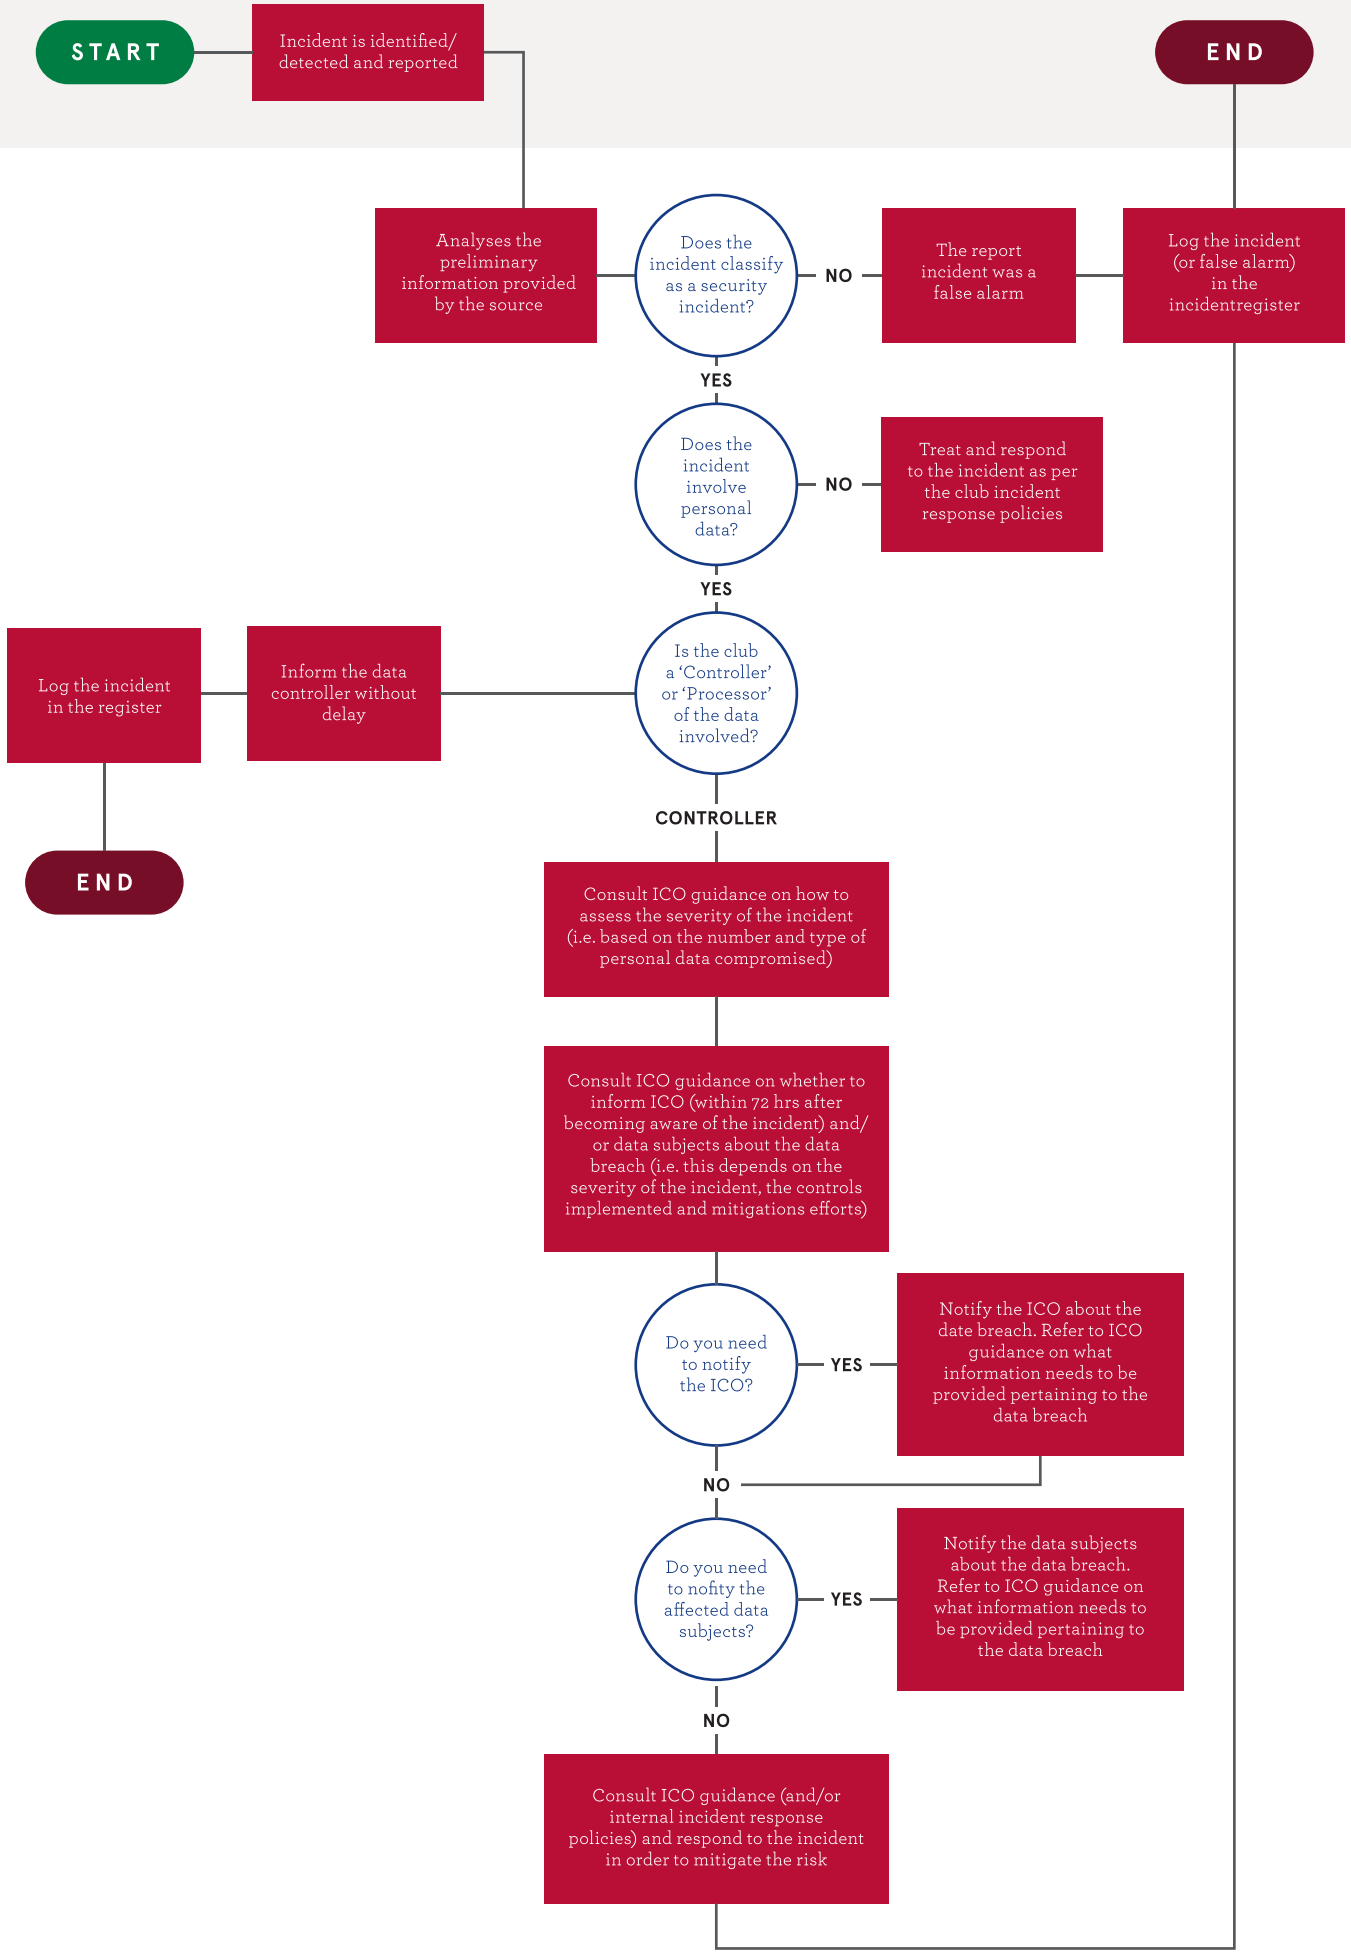 START
Incident is identified/
detected and reported
END
Analyses the
preliminary
information provided
by the source
Does the
incident classify
as a security
incident?
NO
The report
incident was a
false alarm
Log the incident
(or false alarm)
in the
incidentregister
YES
Does the
incident
involve
personal
data?
NO
Treat and respond
to the incident as per
the club incident
response policies
YES
Log the incident
in the register
Inform the data
controller without
delay
Is the club
a ‘Controller’
or ‘Processor’
of the data
involved?
END
CONTROLLER
Consult ICO guidance on how to
assess the severity of the incident
(i.e. based on the number and type of
personal data compromised)
Consult ICO guidance on whether to
inform ICO (within 72 hrs after
becoming aware of the incident) and/
or data subjects about the data
breach (i.e. this depends on the
severity of the incident, the controls
implemented and mitigations efforts)
Do you need
to notify
the ICO?
YES
Notify the ICO about the
date breach. Refer to ICO
guidance on what
information needs to be
provided pertaining to the
data breach
NO
Do you need
to nofity the
affected data
subjects?
YES
Notify the data subjects
about the data breach.
Refer to ICO guidance on
what information needs to
be provided pertaining to
the data breach
NO
Consult ICO guidance (and/or
internal incident response
policies) and respond to the incident
in order to mitigate the risk